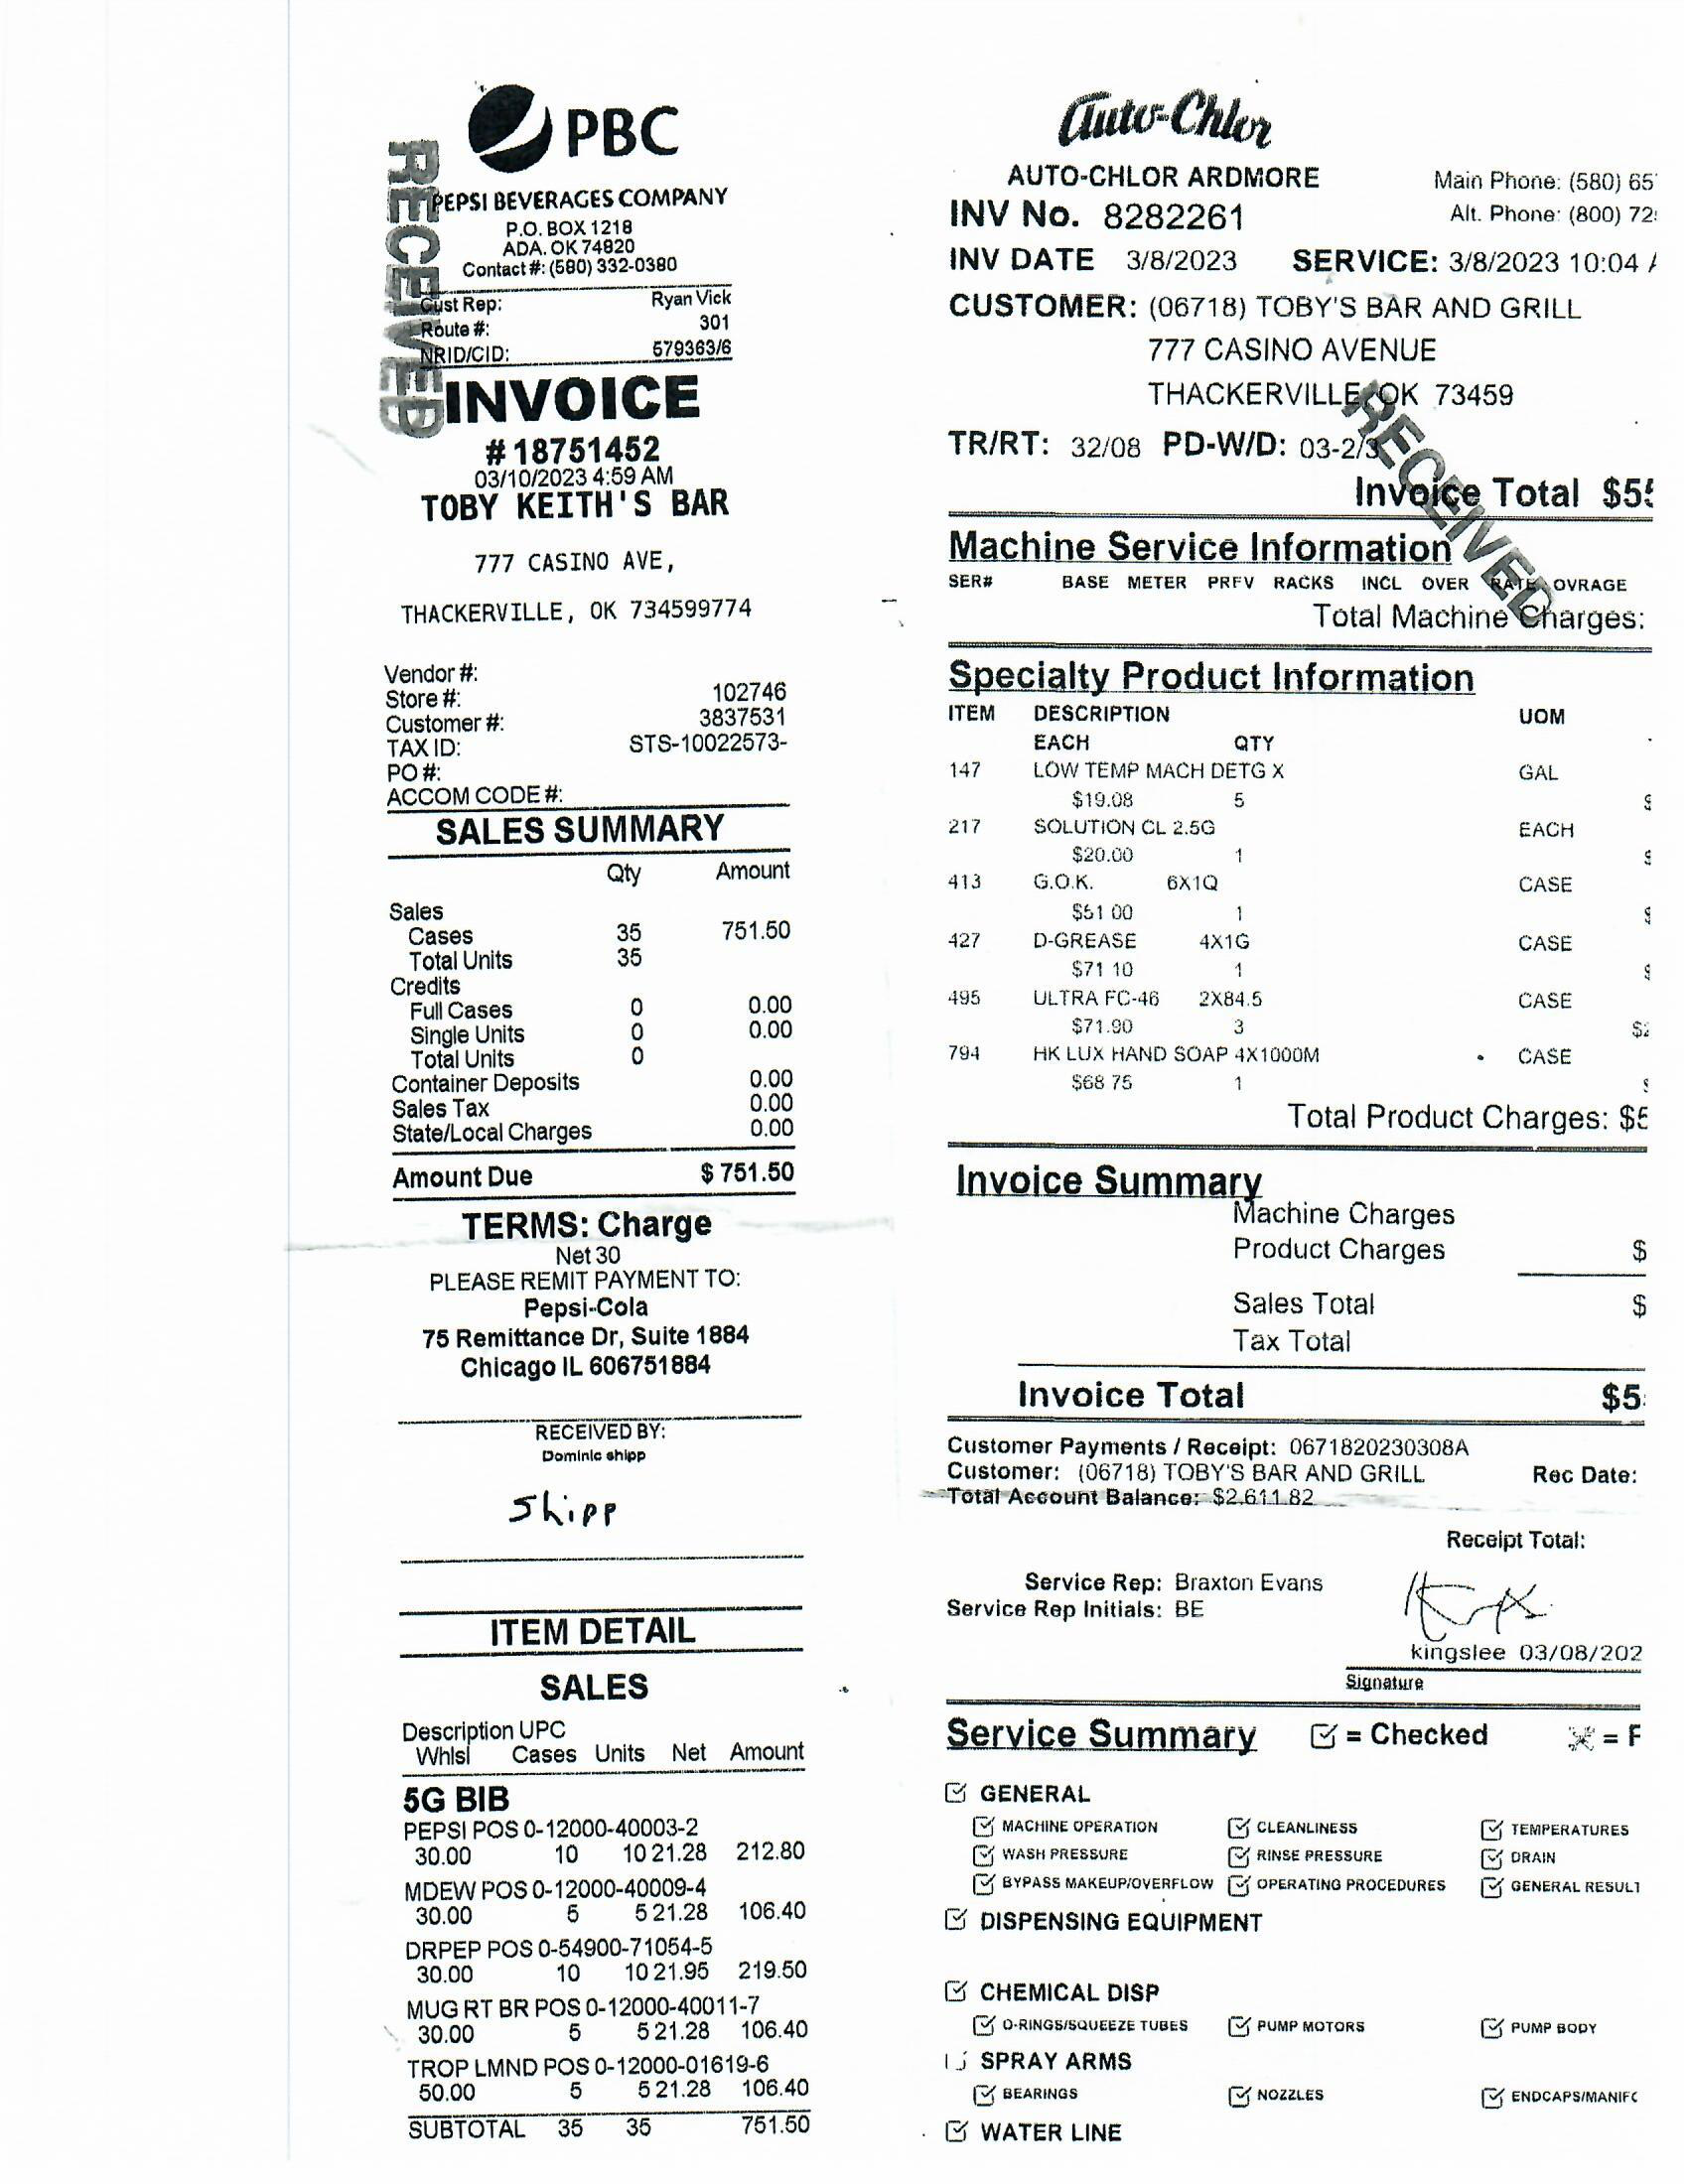 PBC
PEPSI BEVERAGES COMPANY
P.O. BOX 1218
ADA, OK 74820
Contact #: (580) 332-0380
RECEIVED
Cust Rep: Ryan Vick
Route #: 301
NRID/CID: 579363/6
INVOICE
# 18751452
03/10/2023 4:59 AM
TOBY KEITH'S BAR
777 CASINO AVE,
THACKERVILLE, OK 734599774
Vendor #:
Store #: 102746
Customer #: 3837531
TAX ID: STS-10022573-
PO #:
ACCOM CODE #:
SALES SUMMARY
Qty Amount
Sales
Cases 35 751.50
Total Units 35
Credits
Full Cases 0 0.00
Single Units 0 0.00
Total Units 0
Container Deposits 0.00
Sales Tax 0.00
State/Local Charges 0.00
Amount Due $ 751.50
TERMS: Charge
Net 30
PLEASE REMIT PAYMENT TO:
Pepsi-Cola
75 Remittance Dr, Suite 1884
Chicago IL 606751884
RECEIVED BY:
Dominic shipp
Shipp
ITEM DETAIL
SALES
Description UPC
Whlsl Cases Units Net Amount
5G BIB
PEPSI POS 0-12000-40003-2
30.00 10 10 21.28 212.80
MDEW POS 0-12000-40009-4
30.00 5 5 21.28 106.40
DRPEP POS 0-54900-71054-5
30.00 10 10 21.95 219.50
MUG RT BR POS 0-12000-40011-7
30.00 5 5 21.28 106.40
TROP LMND POS 0-12000-01619-6
50.00 5 5 21.28 106.40
SUBTOTAL 35 35 751.50
Auto-Chlor
AUTO-CHLOR ARDMORE Main Phone: (580) 65
INV No. 8282261 Alt. Phone: (800) 72
INV DATE 3/8/2023 SERVICE: 3/8/2023 10:04
CUSTOMER: (06718) TOBY'S BAR AND GRILL
777 CASINO AVENUE
THACKERVILLE OK 73459
RECEIVED
TR/RT: 32/08 PD-W/D: 03-2/3
Invoice Total $55
Machine Service Information
SER# BASE METER PREV RACKS INCL OVER RATE OVRAGE
Total Machine Charges:
Specialty Product Information
ITEM DESCRIPTION UOM
EACH QTY
147 LOW TEMP MACH DETG X GAL
$19.08 5
217 SOLUTION CL 2.5G EACH
$20.00 1
413 G.O.K. 6X1Q CASE
$51 00 1
427 D-GREASE 4X1G CASE
$71 10 1
495 ULTRA FC-46 2X84.5 CASE
$71.90 3 $2
794 HK LUX HAND SOAP 4X1000M CASE
$68 75 1
Total Product Charges: $5
Invoice Summary
Machine Charges
Product Charges $
Sales Total $
Tax Total
Invoice Total $5
Customer Payments / Receipt: 0671820230308A
Customer: (06718) TOBY'S BAR AND GRILL Rec Date:
Total Account Balance: $2,611.82
Receipt Total:
Service Rep: Braxton Evans
Service Rep Initials: BE
kingslee 03/08/202
Signature
Service Summary = Checked = F
GENERAL
MACHINE OPERATION CLEANLINESS TEMPERATURES
WASH PRESSURE RINSE PRESSURE DRAIN
BYPASS MAKEUP/OVERFLOW OPERATING PROCEDURES GENERAL RESULT
DISPENSING EQUIPMENT
CHEMICAL DISP
O-RINGS/SQUEEZE TUBES PUMP MOTORS PUMP BODY
SPRAY ARMS
BEARINGS NOZZLES ENDCAPS/MANIF
WATER LINE